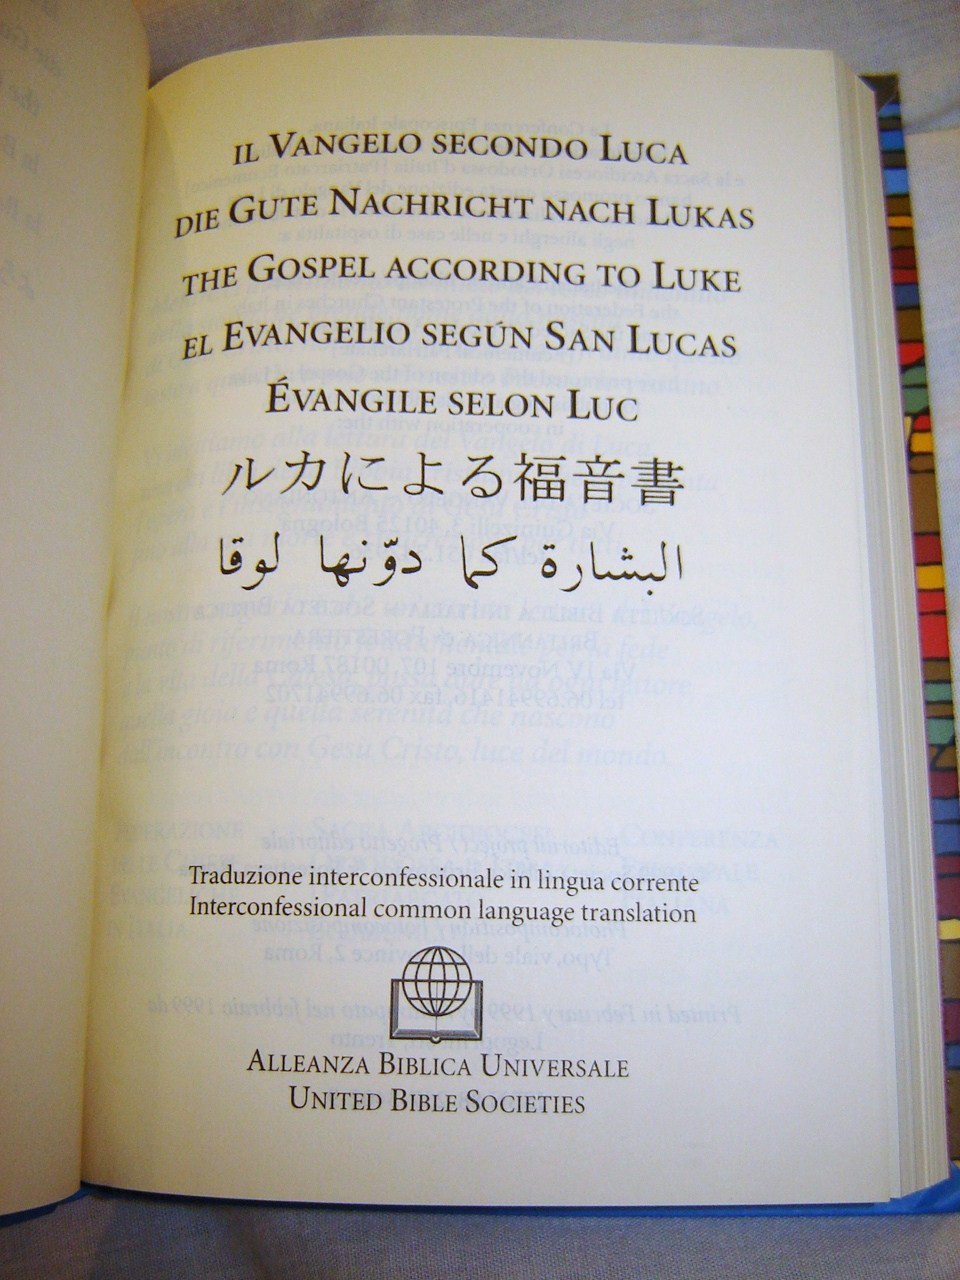 IL VANGELO SECONDO LUCA
DIE GUTE NACHRICHT NACH LUKAS
THE GOSPEL ACCORDING TO LUKE
EL EVANGELIO SEGÚN SAN LUCAS
ÉVANGILE SELON LUC
ルカによる福音書
البشارة كما دوّنها لوقا
Traduzione interconfessionale in lingua corrente
Interconfessional common language translation
ALLEANZA BIBLICA UNIVERSALE
UNITED BIBLE SOCIETIES